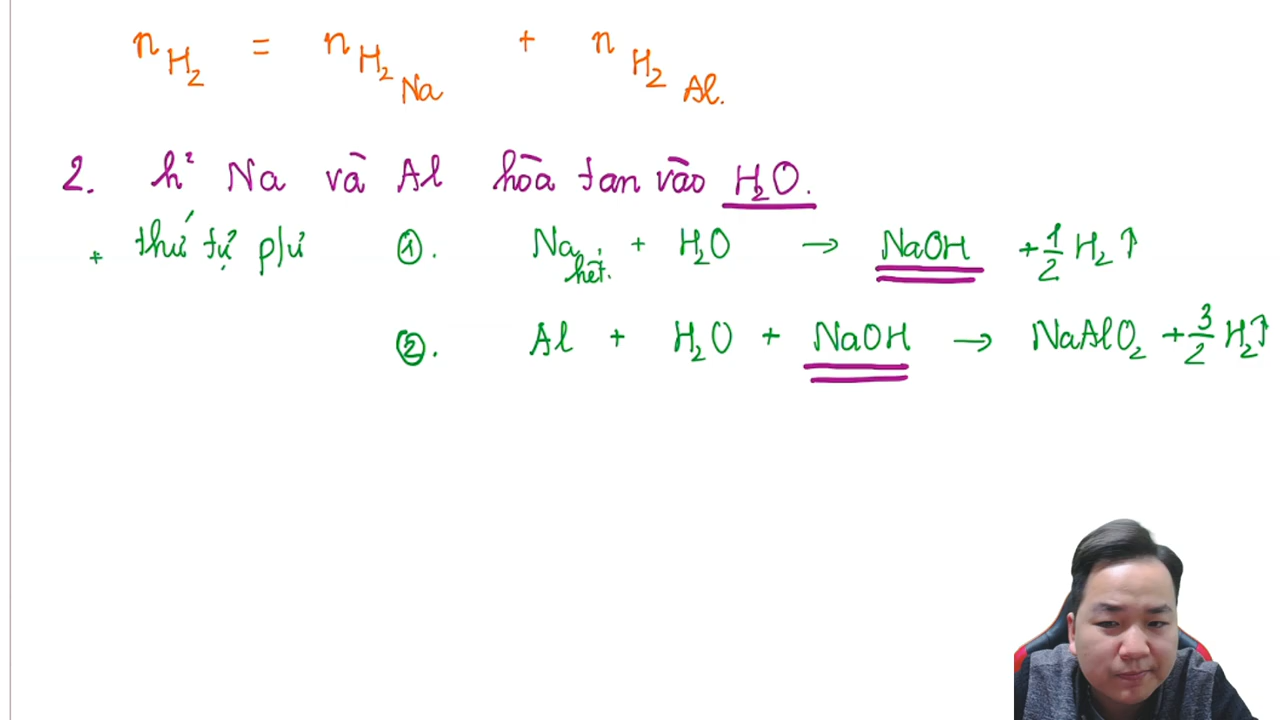 n H₂ = n H₂ Na + n H₂ Al.
2. h² Na và Al hòa tan vào H₂O.
+ thứ tự p/ư ①. Na hết. + H₂O → NaOH + 1/2 H₂↑
②. Al + H₂O + NaOH → NaAlO₂ + 3/2 H₂↑